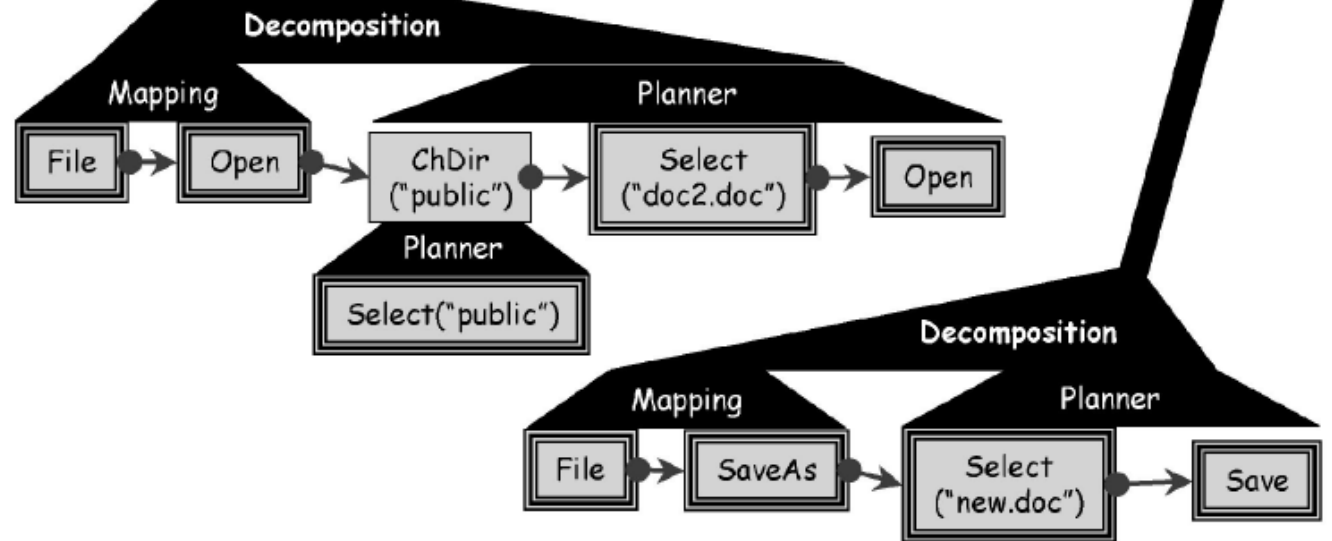 Decomposition
Mapping
Planner
File
Open
ChDir
("public")
Select
("doc2.doc")
Open
Planner
Select("public")
Decomposition
Mapping
Planner
File
SaveAs
Select
("new.doc")
Save